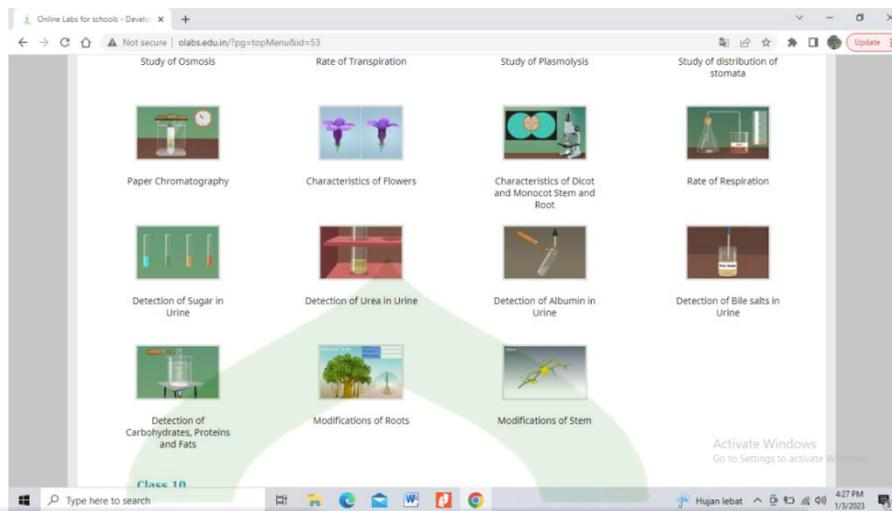 Online Labs for schools - Develo
Not secure | olabs.edu.in/?pg=topMenu&id=53
Update
Study of Osmosis
Rate of Transpiration
Study of Plasmolysis
Study of distribution of
stomata
Paper Chromatography
Characteristics of Flowers
Characteristics of Dicot
and Monocot Stem and
Root
Rate of Respiration
Detection of Sugar in
Urine
Detection of Urea in Urine
Detection of Albumin in
Urine
Detection of Bile salts in
Urine
Detection of
Carbohydrates, Proteins
and Fats
Modifications of Roots
Modifications of Stem
Class 10
Activate Windows
Go to Settings to activate Windows.
Type here to search
Hujan lebat
4:27 PM
1/3/2023